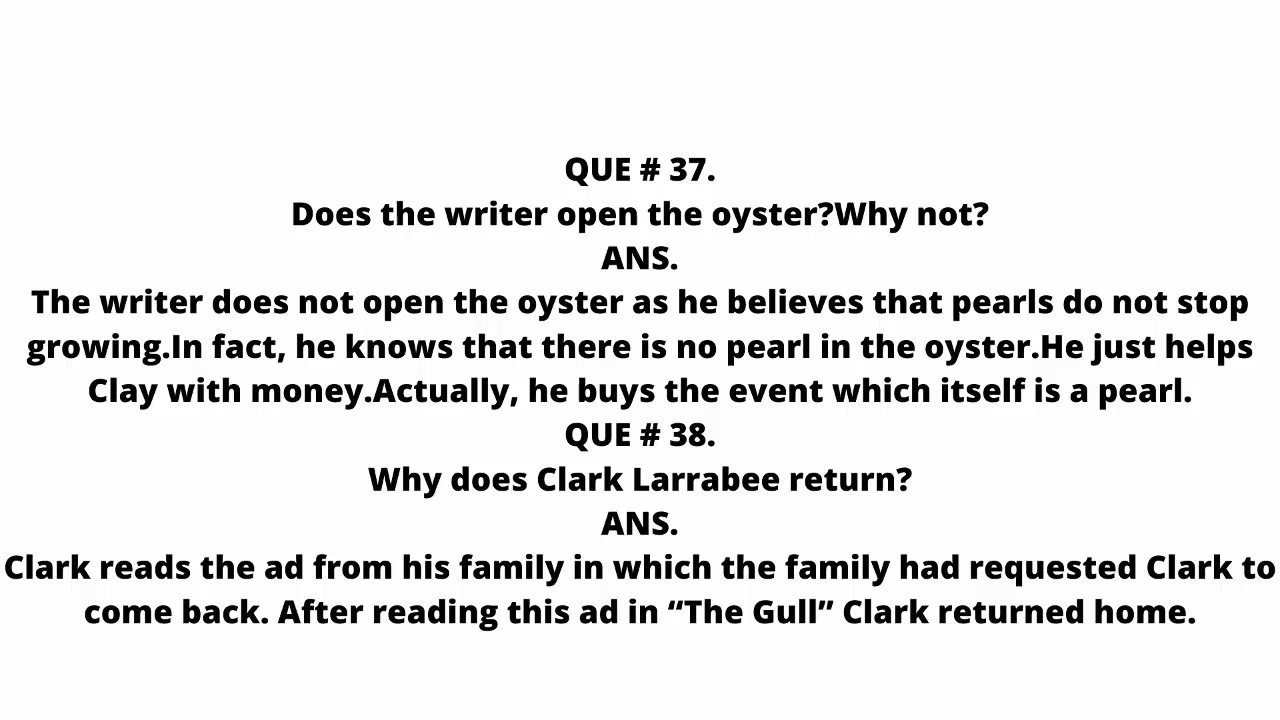 QUE # 37.
Does the writer open the oyster?Why not?
ANS.
The writer does not open the oyster as he believes that pearls do not stop
growing.In fact, he knows that there is no pearl in the oyster.He just helps
Clay with money.Actually, he buys the event which itself is a pearl.
QUE # 38.
Why does Clark Larrabee return?
ANS.
Clark reads the ad from his family in which the family had requested Clark to
come back. After reading this ad in “The Gull” Clark returned home.